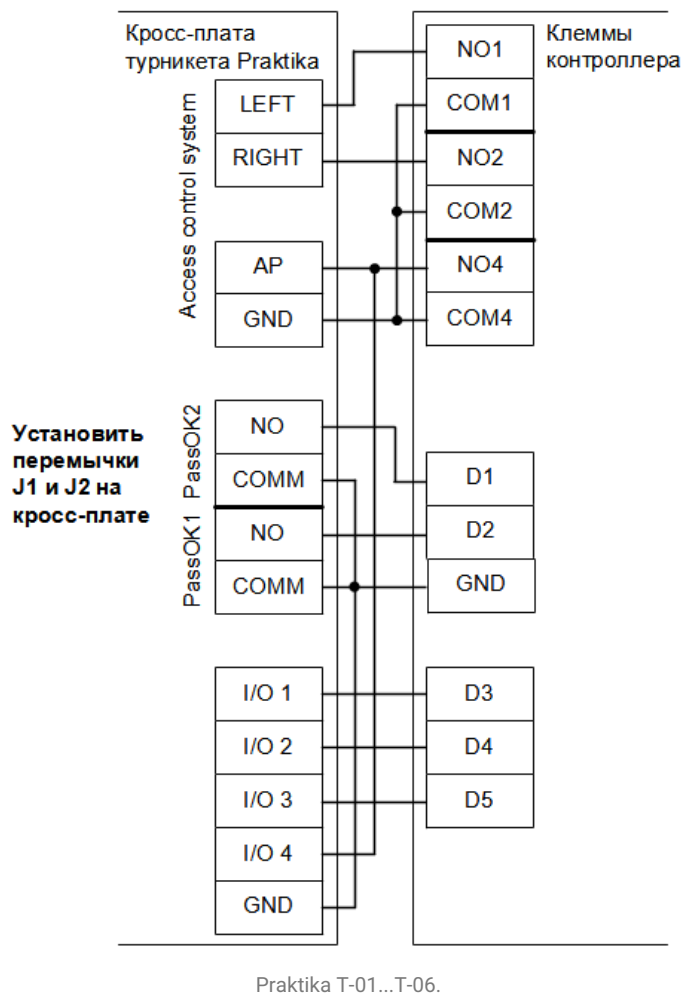 Кросс-плата
турникета Praktika
Клеммы
контроллера
Access control system
LEFT
RIGHT
AP
GND
NO1
COM1
NO2
COM2
NO4
COM4
Установить
перемычки
J1 и J2 на
кросс-плате
PassOK2
NO
COMM
PassOK1
NO
COMM
D1
D2
GND
I/O 1
I/O 2
I/O 3
I/O 4
GND
D3
D4
D5
Praktika T-01...T-06.